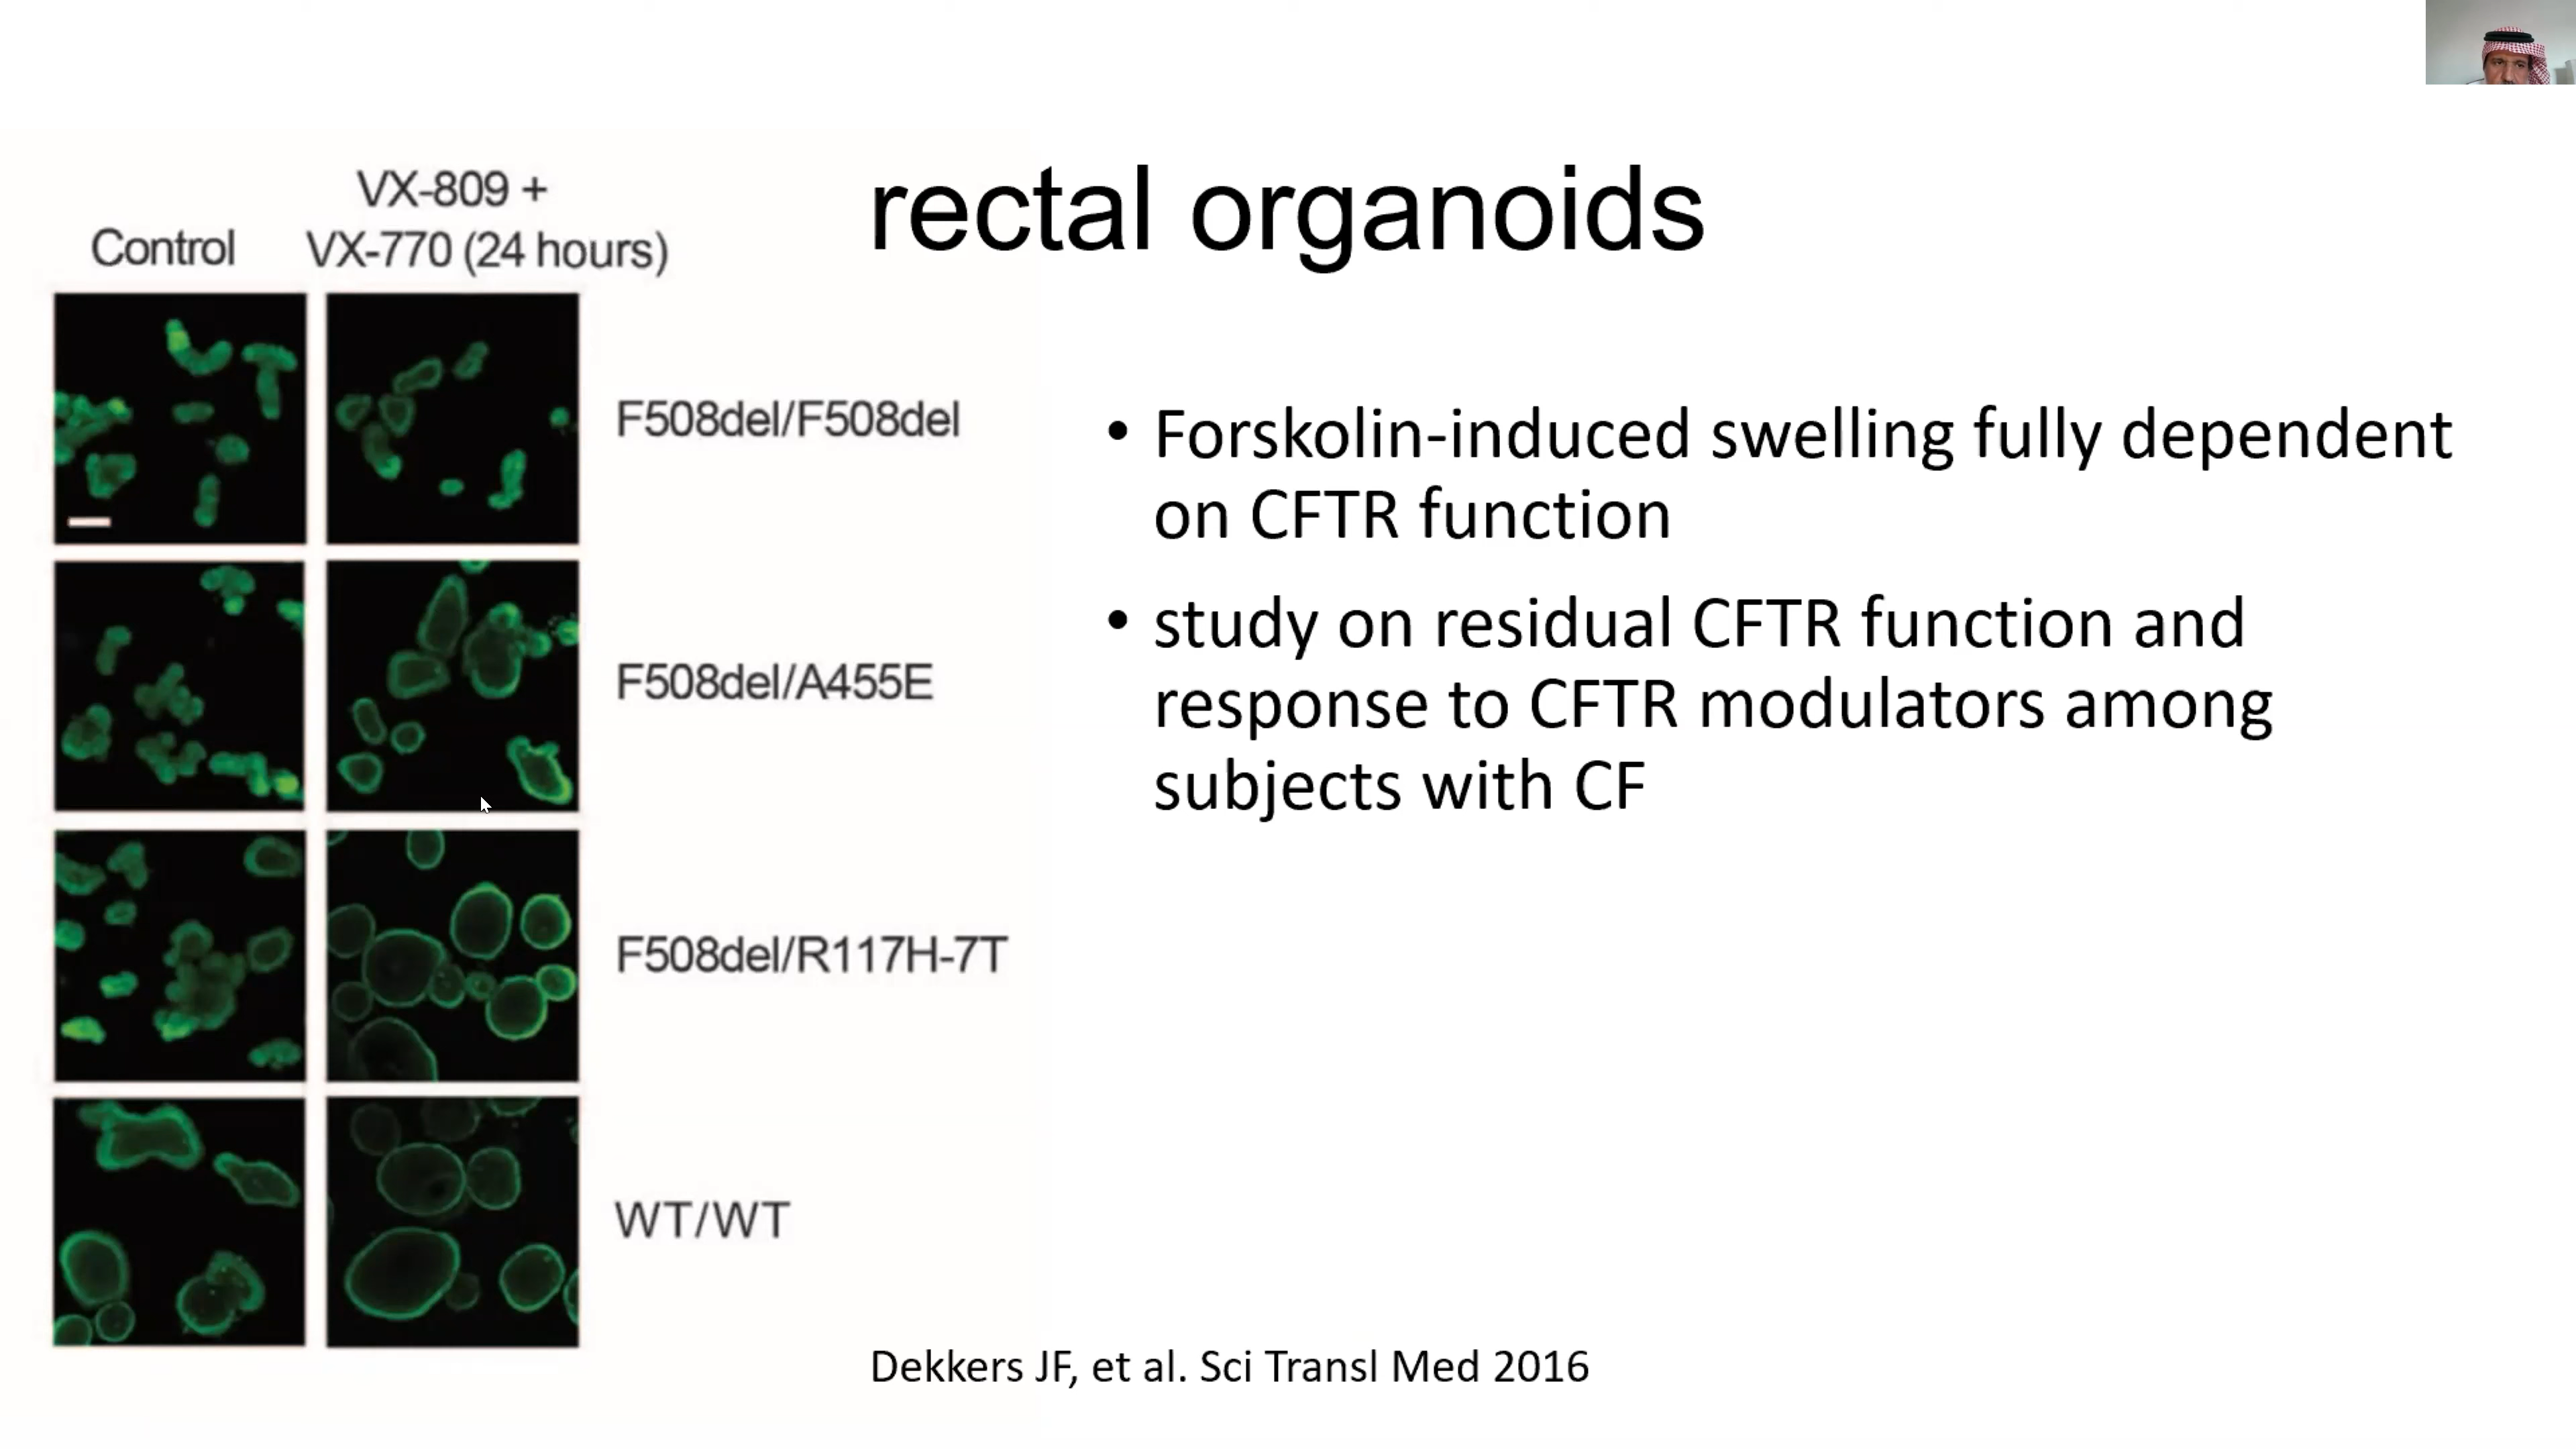 rectal organoids
Control
VX-809 +
VX-770 (24 hours)
F508del/F508del
F508del/A455E
F508del/R117H-7T
WT/WT
• Forskolin-induced swelling fully dependent
on CFTR function
• study on residual CFTR function and
response to CFTR modulators among
subjects with CF
Dekkers JF, et al. Sci Transl Med 2016